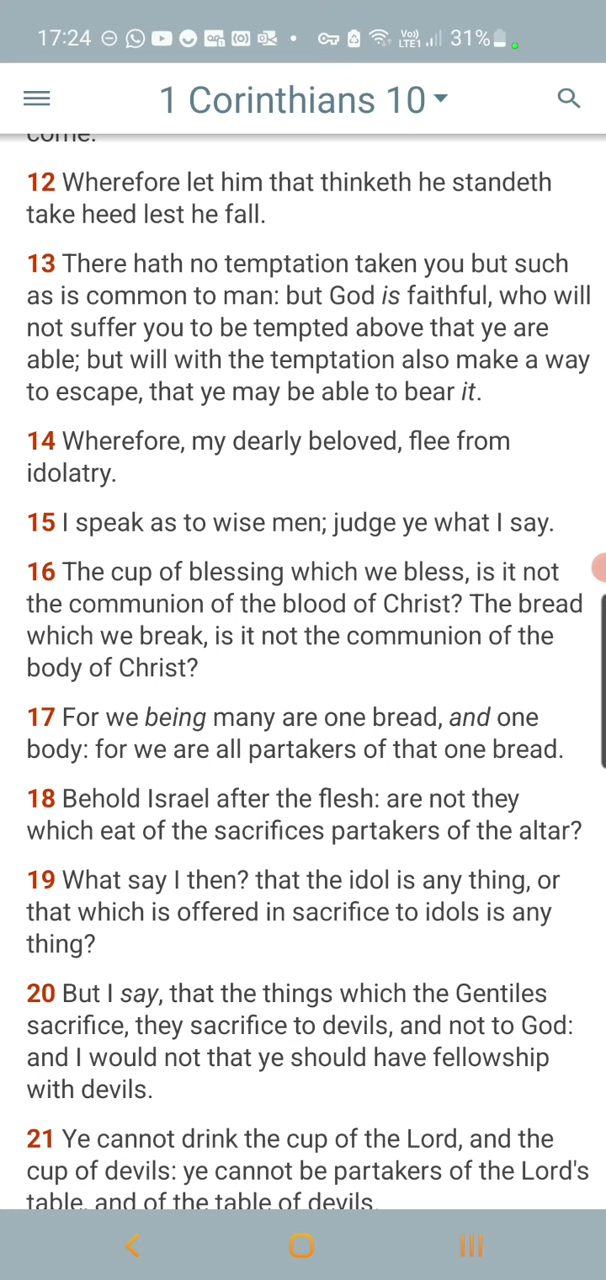 17:24
Vo))
LTE1
31%
1 Corinthians 10
come.
12 Wherefore let him that thinketh he standeth
take heed lest he fall.
13 There hath no temptation taken you but such
as is common to man: but God is faithful, who will
not suffer you to be tempted above that ye are
able; but will with the temptation also make a way
to escape, that ye may be able to bear it.
14 Wherefore, my dearly beloved, flee from
idolatry.
15 I speak as to wise men; judge ye what I say.
16 The cup of blessing which we bless, is it not
the communion of the blood of Christ? The bread
which we break, is it not the communion of the
body of Christ?
17 For we being many are one bread, and one
body: for we are all partakers of that one bread.
18 Behold Israel after the flesh: are not they
which eat of the sacrifices partakers of the altar?
19 What say I then? that the idol is any thing, or
that which is offered in sacrifice to idols is any
thing?
20 But I say, that the things which the Gentiles
sacrifice, they sacrifice to devils, and not to God:
and I would not that ye should have fellowship
with devils.
21 Ye cannot drink the cup of the Lord, and the
cup of devils: ye cannot be partakers of the Lord's
table, and of the table of devils.